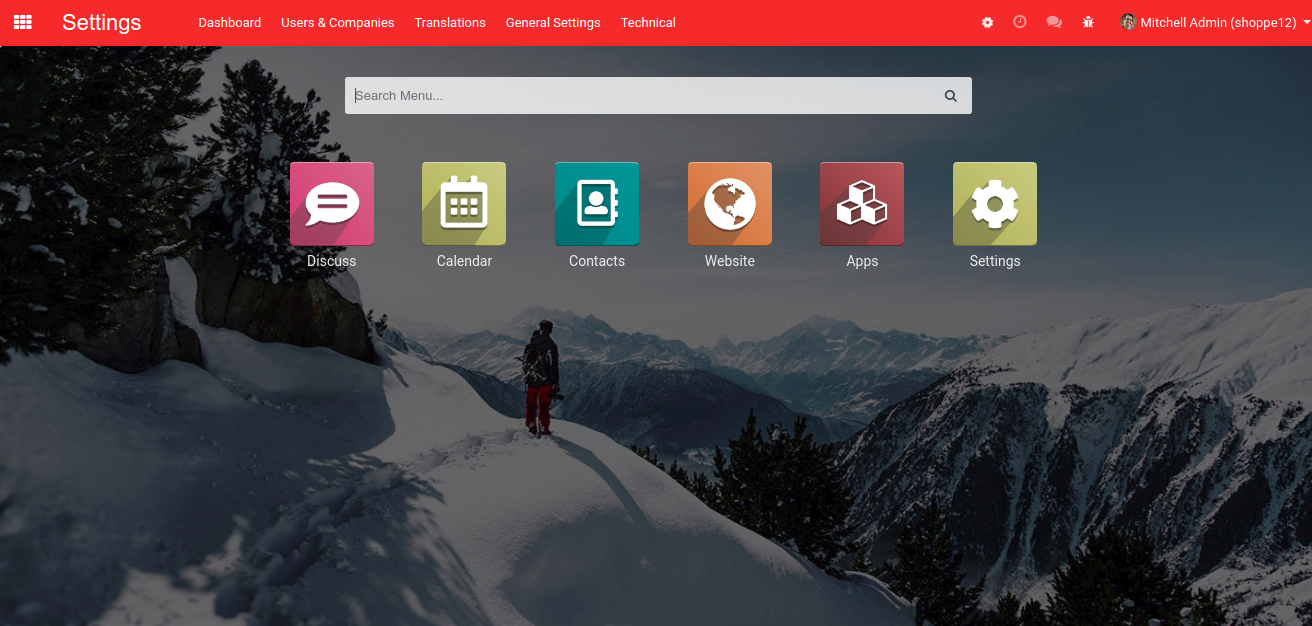 Settings Dashboard Users & Companies Translations General Settings Technical Mitchell Admin (shoppe12)
Search Menu...
Discuss Calendar Contacts Website Apps Settings